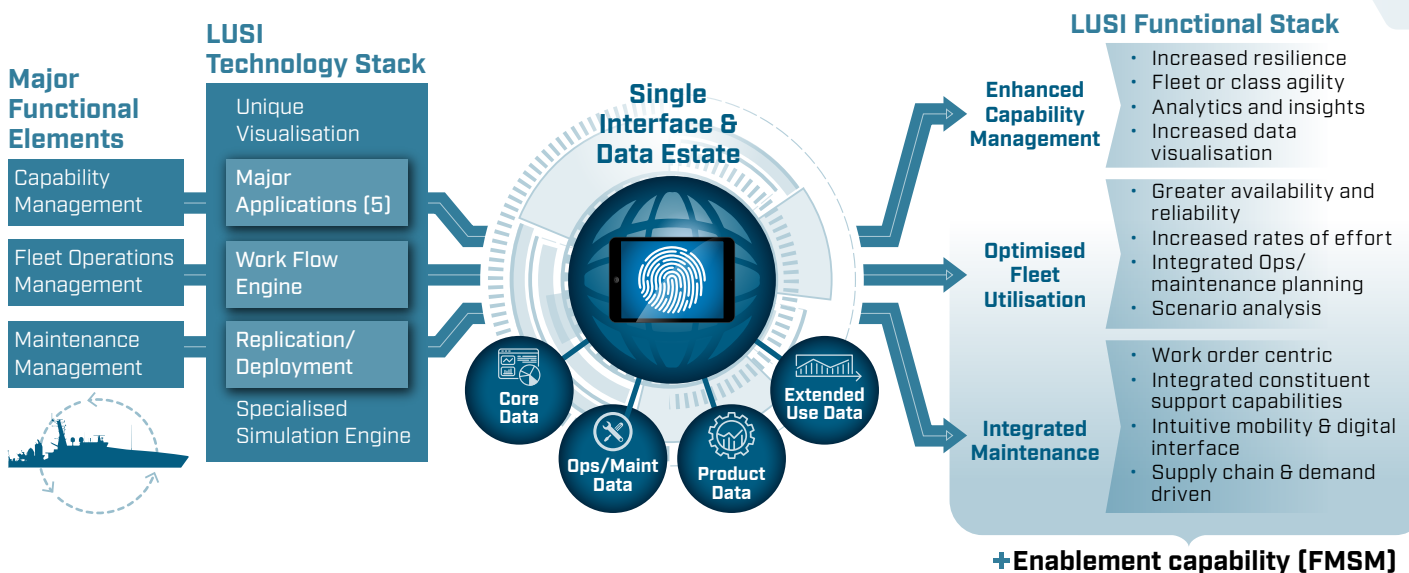 Major
Functional
Elements
Capability
Management
Fleet Operations
Management
Maintenance
Management
LUSI
Technology Stack
Unique
Visualisation
Major
Applications (5)
Work Flow
Engine
Replication/
Deployment
Specialised
Simulation Engine
Single
Interface &
Data Estate
Core
Data
Ops/Maint
Data
Product
Data
Extended
Use Data
LUSI Functional Stack
Enhanced
Capability
Management
• Increased resilience
• Fleet or class agility
• Analytics and insights
• Increased data
visualisation
Optimised
Fleet
Utilisation
• Greater availability and
reliability
• Increased rates of effort
• Integrated Ops/
maintenance planning
• Scenario analysis
Integrated
Maintenance
• Work order centric
• Integrated constituent
support capabilities
• Intuitive mobility & digital
interface
• Supply chain & demand
driven
+Enablement capability (FMSM)